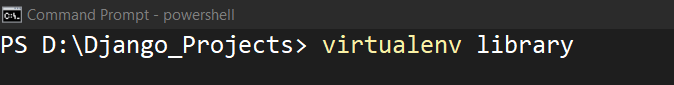 Command Prompt - powershell
PS D:\Django_Projects> virtualenv library